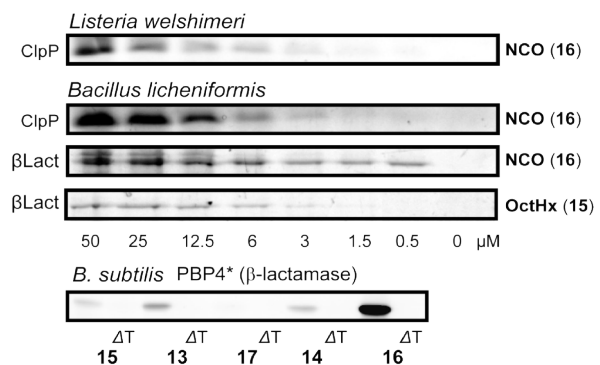 Listeria welshimeri
ClpP NCO (16)
Bacillus licheniformis
ClpP NCO (16)
βLact NCO (16)
βLact OctHx (15)
50 25 12.5 6 3 1.5 0.5 0 μM
B. subtilis PBP4* (β-lactamase)
ΔT ΔT ΔT ΔT ΔT
15 13 17 14 16